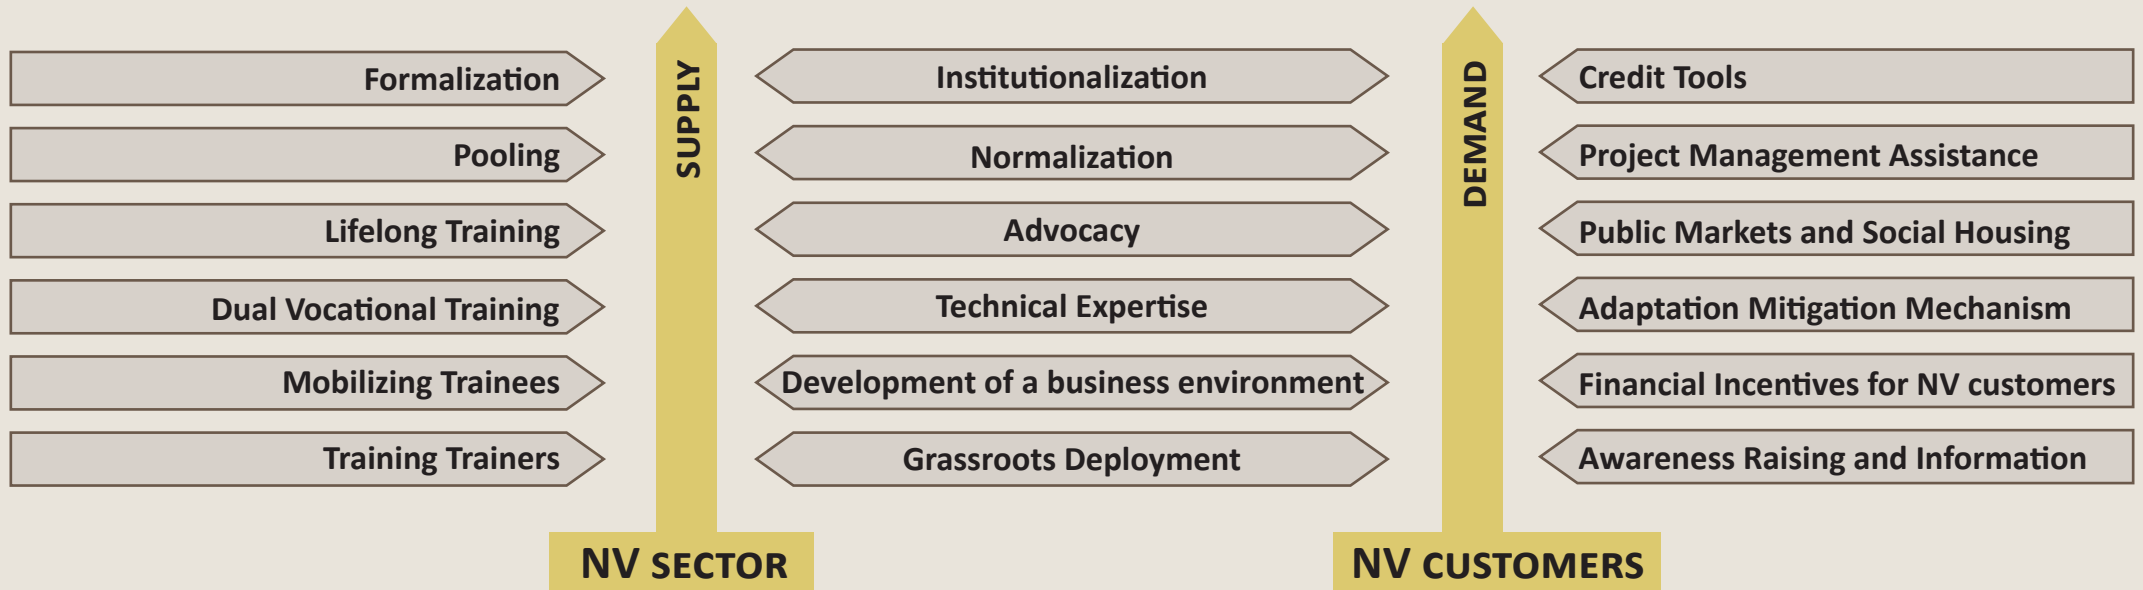 Formalization
Pooling
Lifelong Training
Dual Vocational Training
Mobilizing Trainees
Training Trainers
SUPPLY
NV SECTOR
Institutionalization
Normalization
Advocacy
Technical Expertise
Development of a business environment
Grassroots Deployment
DEMAND
NV CUSTOMERS
Credit Tools
Project Management Assistance
Public Markets and Social Housing
Adaptation Mitigation Mechanism
Financial Incentives for NV customers
Awareness Raising and Information